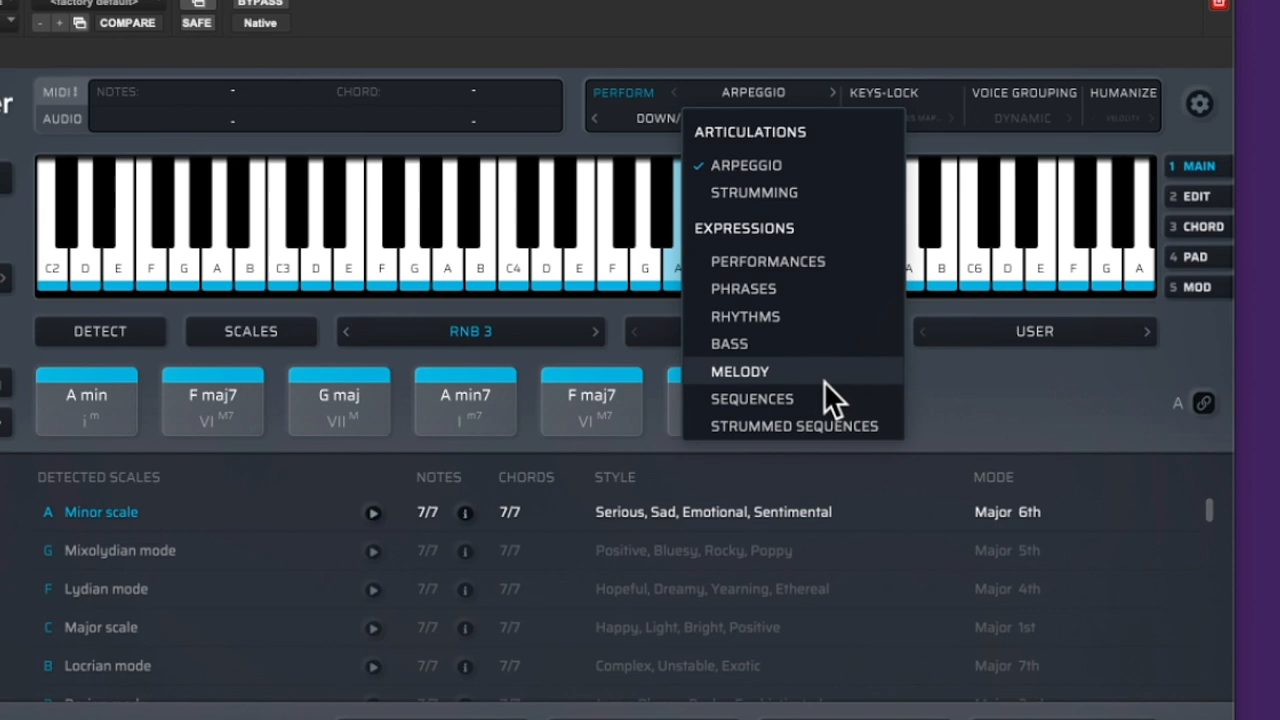 <factory default>
BYPASS
- + COMPARE SAFE Native
er
MIDI NOTES: - CHORD: -
AUDIO - -
PERFORM < ARPEGGIO > KEYS-LOCK VOICE GROUPING HUMANIZE
< DOWN/ DYNAMIC > VELOCITY >
ARTICULATIONS
✓ ARPEGGIO
STRUMMING
EXPRESSIONS
PERFORMANCES
PHRASES
RHYTHMS
BASS
MELODY
SEQUENCES
STRUMMED SEQUENCES
1 MAIN
2 EDIT
3 CHORD
4 PAD
5 MOD
C2 D E F G A B C3 D E F G A B C4 D E F G A A B C6 D E F G A
DETECT SCALES < RNB 3 > < < USER >
A min F maj7 G maj A min7 F maj7
i m VI M7 VII M i m7 VI M7
A
DETECTED SCALES NOTES CHORDS STYLE MODE
A Minor scale 7/7 i 7/7 Serious, Sad, Emotional, Sentimental Major 6th
G Mixolydian mode 7/7 i 7/7 Positive, Bluesy, Rocky, Poppy Major 5th
F Lydian mode 7/7 i 7/7 Hopeful, Dreamy, Yearning, Ethereal Major 4th
C Major scale 7/7 i 7/7 Happy, Light, Bright, Positive Major 1st
B Locrian mode 7/7 i 7/7 Complex, Unstable, Exotic Major 7th